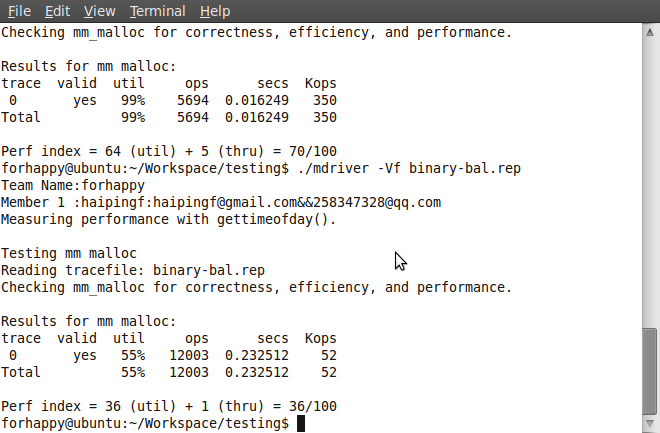 File Edit View Terminal Help
Checking mm_malloc for correctness, efficiency, and performance.
Results for mm malloc:
trace valid util ops secs Kops
0 yes 99% 5694 0.016249 350
Total 99% 5694 0.016249 350
Perf index = 64 (util) + 5 (thru) = 70/100
forhappy@ubuntu:~/Workspace/testing$ ./mdriver -Vf binary-bal.rep
Team Name:forhappy
Member 1 :haipingf:haipingf@gmail.com&&258347328@qq.com
Measuring performance with gettimeofday().
Testing mm malloc
Reading tracefile: binary-bal.rep
Checking mm_malloc for correctness, efficiency, and performance.
Results for mm malloc:
trace valid util ops secs Kops
0 yes 55% 12003 0.232512 52
Total 55% 12003 0.232512 52
Perf index = 36 (util) + 1 (thru) = 36/100
forhappy@ubuntu:~/Workspace/testing$